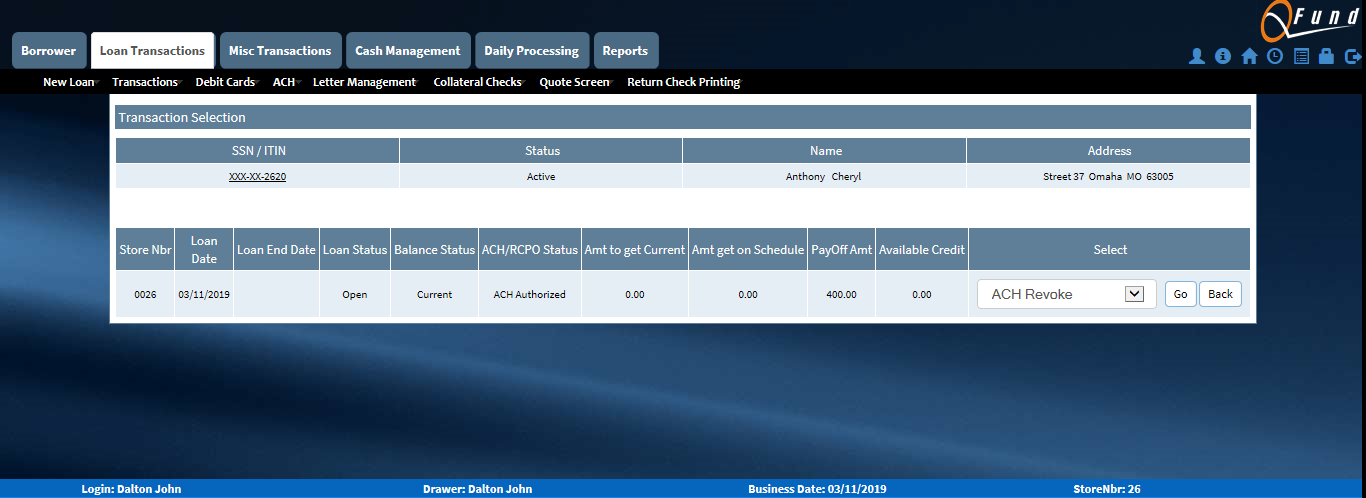 QFund
Borrower Loan Transactions Misc Transactions Cash Management Daily Processing Reports
New Loan Transactions Debit Cards ACH Letter Management Collateral Checks Quote Screen Return Check Printing
Transaction Selection
SSN / ITIN Status Name Address
XXX-XX-2620 Active Anthony Cheryl Street 37 Omaha MO 63005
Store Nbr Loan Date Loan End Date Loan Status Balance Status ACH/RCPO Status Amt to get Current Amt get on Schedule PayOff Amt Available Credit Select
0026 03/11/2019 Open Current ACH Authorized 0.00 0.00 400.00 0.00 ACH Revoke Go Back
Login: Dalton John Drawer: Dalton John Business Date: 03/11/2019 StoreNbr: 26